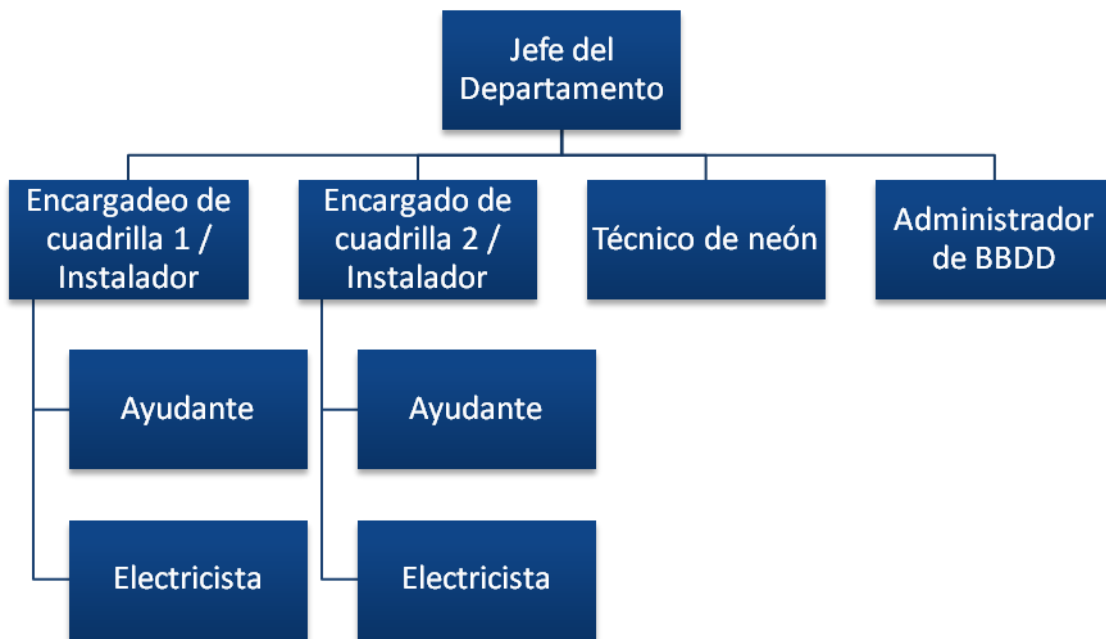 Jefe del
Departamento
Encargadeo de
cuadrilla 1 /
Instalador
Encargado de
cuadrilla 2 /
Instalador
Técnico de neón
Administrador
de BBDD
Ayudante
Ayudante
Electricista
Electricista